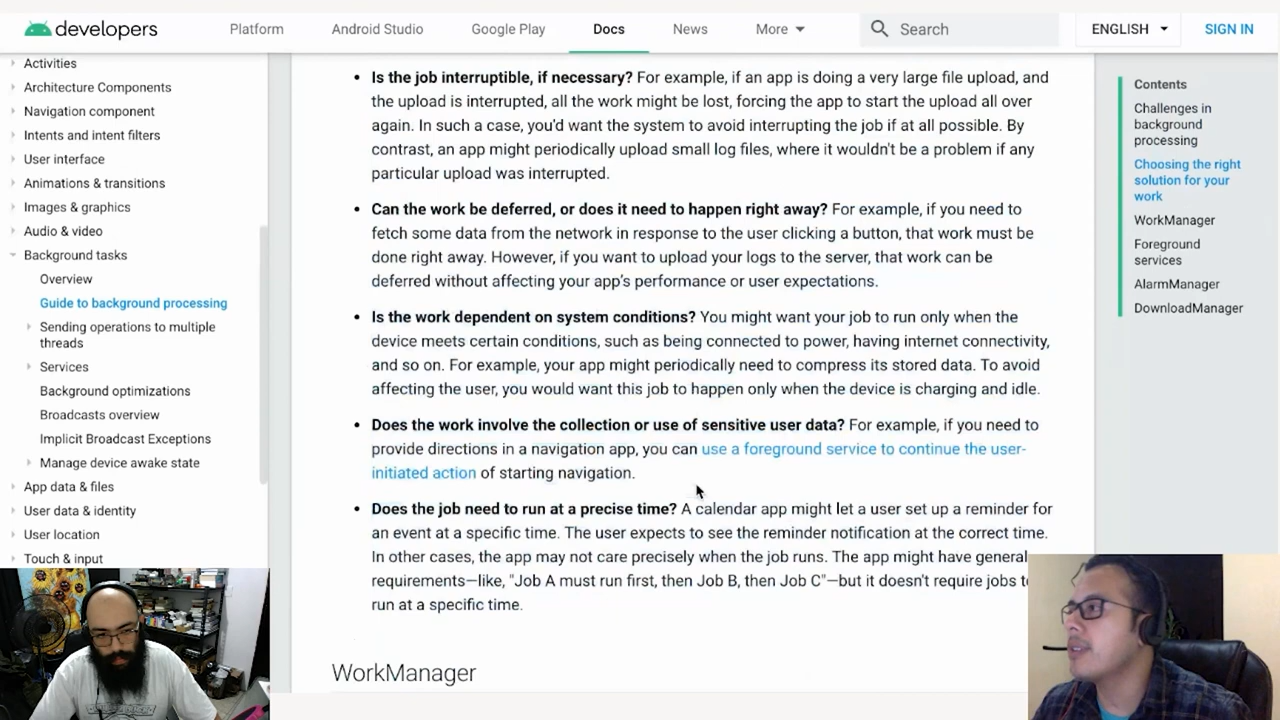 developers
Platform
Android Studio
Google Play
Docs
News
More
Search
ENGLISH
SIGN IN
Activities
Architecture Components
Navigation component
Intents and intent filters
User interface
Animations & transitions
Images & graphics
Audio & video
Background tasks
Overview
Guide to background processing
Sending operations to multiple
threads
Services
Background optimizations
Broadcasts overview
Implicit Broadcast Exceptions
Manage device awake state
App data & files
User data & identity
User location
Touch & input
• Is the job interruptible, if necessary? For example, if an app is doing a very large file upload, and
the upload is interrupted, all the work might be lost, forcing the app to start the upload all over
again. In such a case, you'd want the system to avoid interrupting the job if at all possible. By
contrast, an app might periodically upload small log files, where it wouldn't be a problem if any
particular upload was interrupted.
• Can the work be deferred, or does it need to happen right away? For example, if you need to
fetch some data from the network in response to the user clicking a button, that work must be
done right away. However, if you want to upload your logs to the server, that work can be
deferred without affecting your app's performance or user expectations.
• Is the work dependent on system conditions? You might want your job to run only when the
device meets certain conditions, such as being connected to power, having internet connectivity,
and so on. For example, your app might periodically need to compress its stored data. To avoid
affecting the user, you would want this job to happen only when the device is charging and idle.
• Does the work involve the collection or use of sensitive user data? For example, if you need to
provide directions in a navigation app, you can use a foreground service to continue the user-
initiated action of starting navigation.
• Does the job need to run at a precise time? A calendar app might let a user set up a reminder for
an event at a specific time. The user expects to see the reminder notification at the correct time.
In other cases, the app may not care precisely when the job runs. The app might have general
requirements—like, "Job A must run first, then Job B, then Job C"—but it doesn't require jobs
run at a specific time.
WorkManager
Contents
Challenges in
background
processing
Choosing the right
solution for your
work
WorkManager
Foreground
services
AlarmManager
DownloadManager